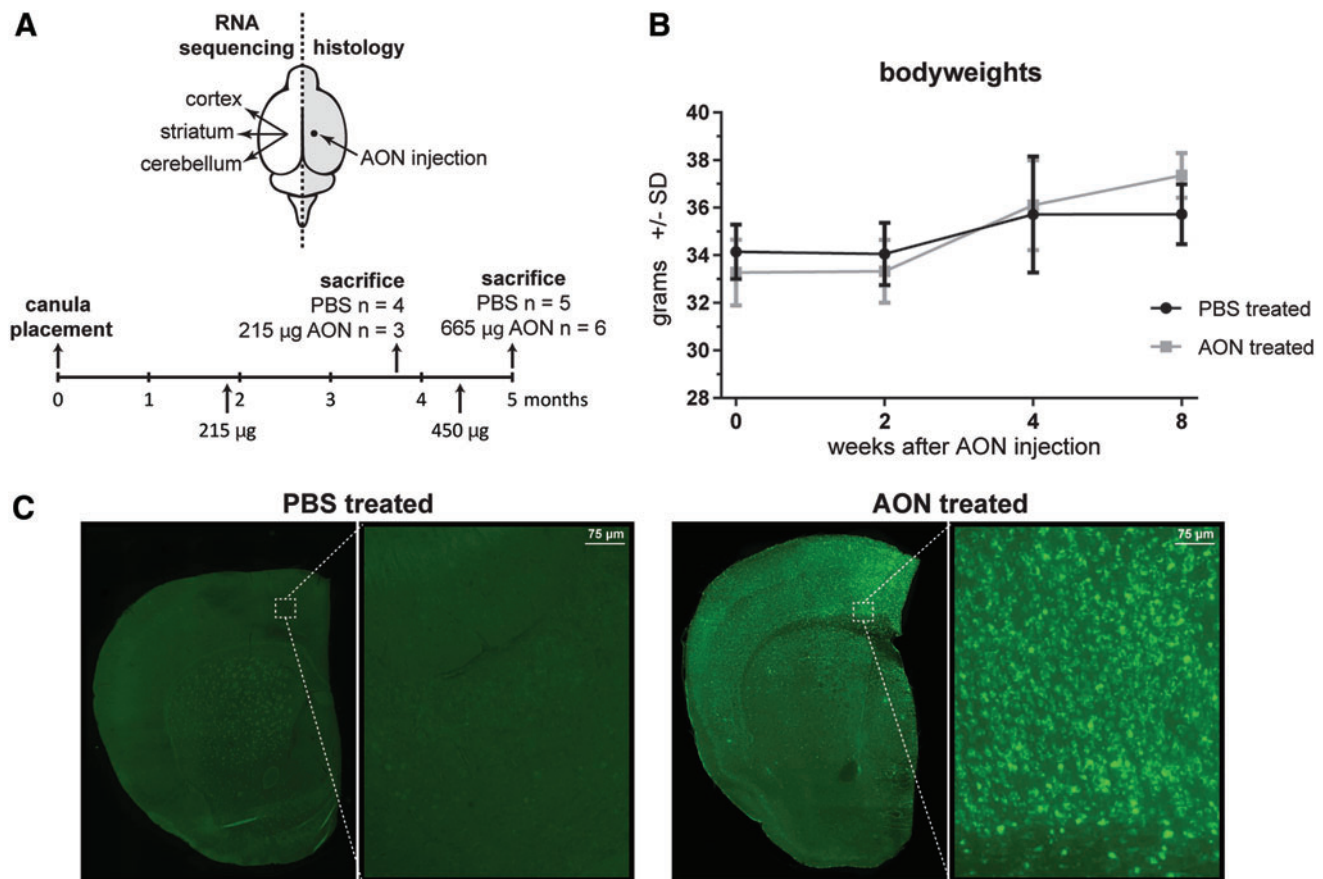 A
RNA
sequencing
histology
cortex
striatum
cerebellum
AON injection
canula
placement
sacrifice
PBS n = 4
215 µg AON n = 3
sacrifice
PBS n = 5
665 µg AON n = 6
0 1 2 3 4 5 months
215 µg
450 µg
B
bodyweights
grams +/- SD
40
38
36
34
32
30
28
0 2 4 8
weeks after AON injection
PBS treated
AON treated
C
PBS treated
75 µm
AON treated
75 µm